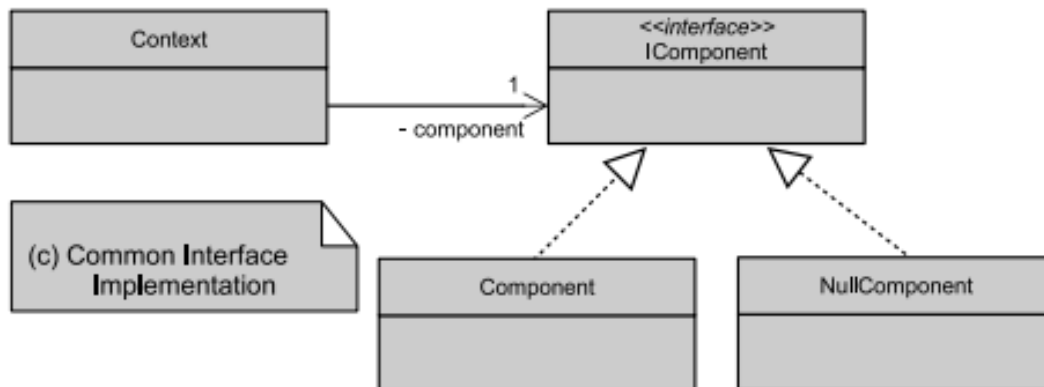 Context
<<interface>>
IComponent
1
- component
(c) Common Interface
Implementation
Component
NullComponent